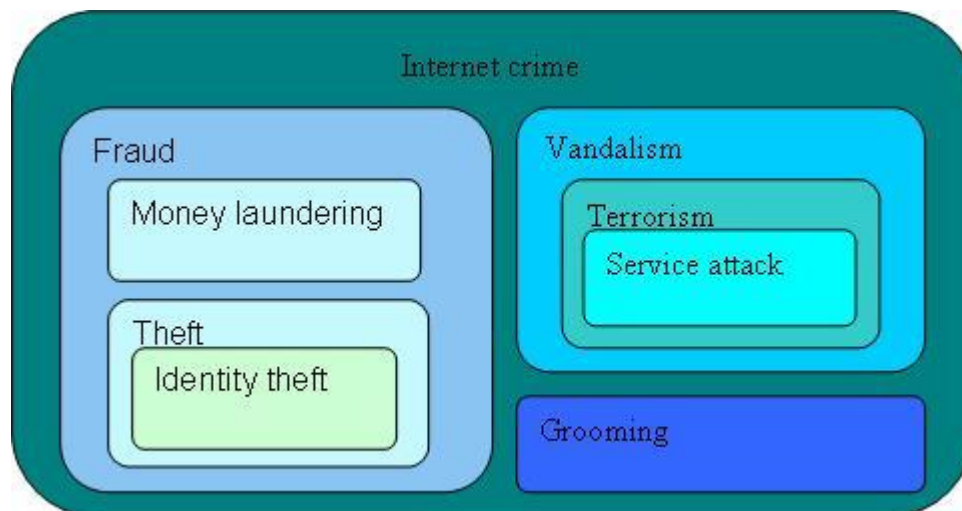 Internet crime
Fraud
Money laundering
Theft
Identity theft
Vandalism
Terrorism
Service attack
Grooming